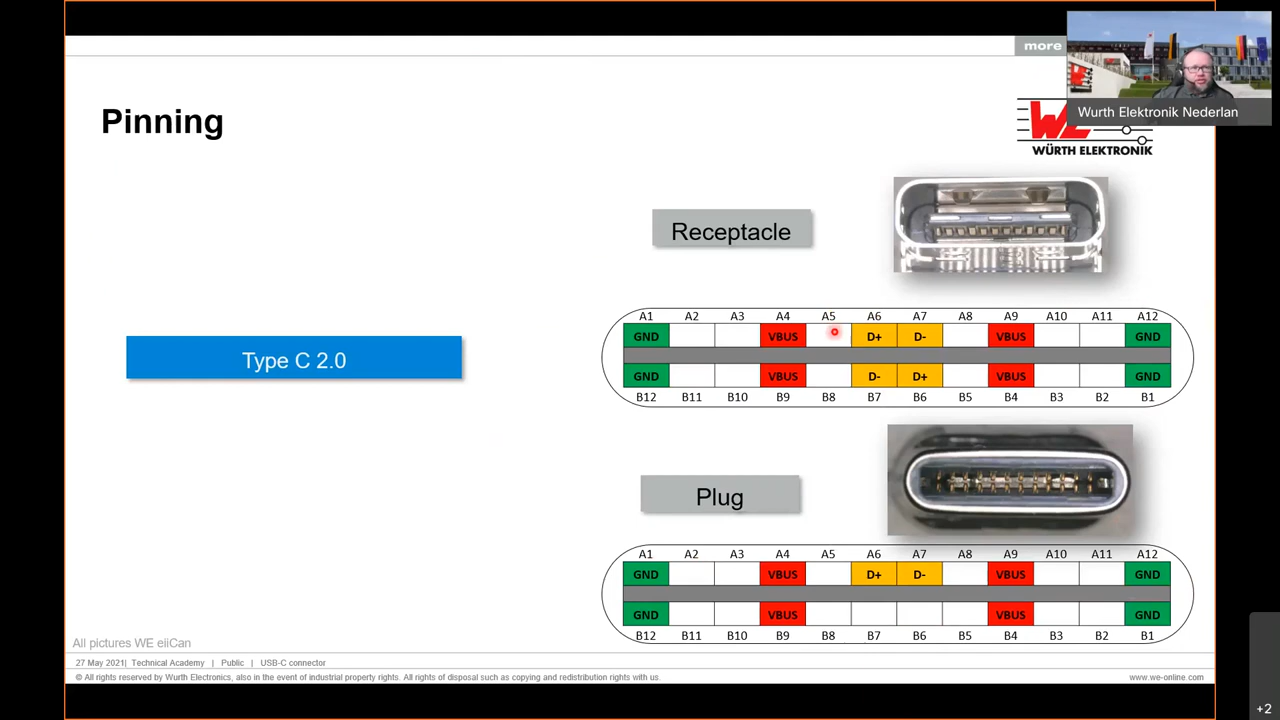 more
Wurth Elektronik Nederlan
Pinning
WE
WÜRTH ELEKTRONIK
Receptacle
A1 A2 A3 A4 A5 A6 A7 A8 A9 A10 A11 A12
GND VBUS D+ D- VBUS GND
GND VBUS D- D+ VBUS GND
B12 B11 B10 B9 B8 B7 B6 B5 B4 B3 B2 B1
Type C 2.0
Plug
A1 A2 A3 A4 A5 A6 A7 A8 A9 A10 A11 A12
GND VBUS D+ D- VBUS GND
GND VBUS VBUS GND
B12 B11 B10 B9 B8 B7 B6 B5 B4 B3 B2 B1
All pictures WE eiiCan
27 May 2021| Technical Academy | Public | USB-C connector
© All rights reserved by Wurth Electronics, also in the event of industrial property rights. All rights of disposal such as copying and redistribution rights with us.
www.we-online.com
+2